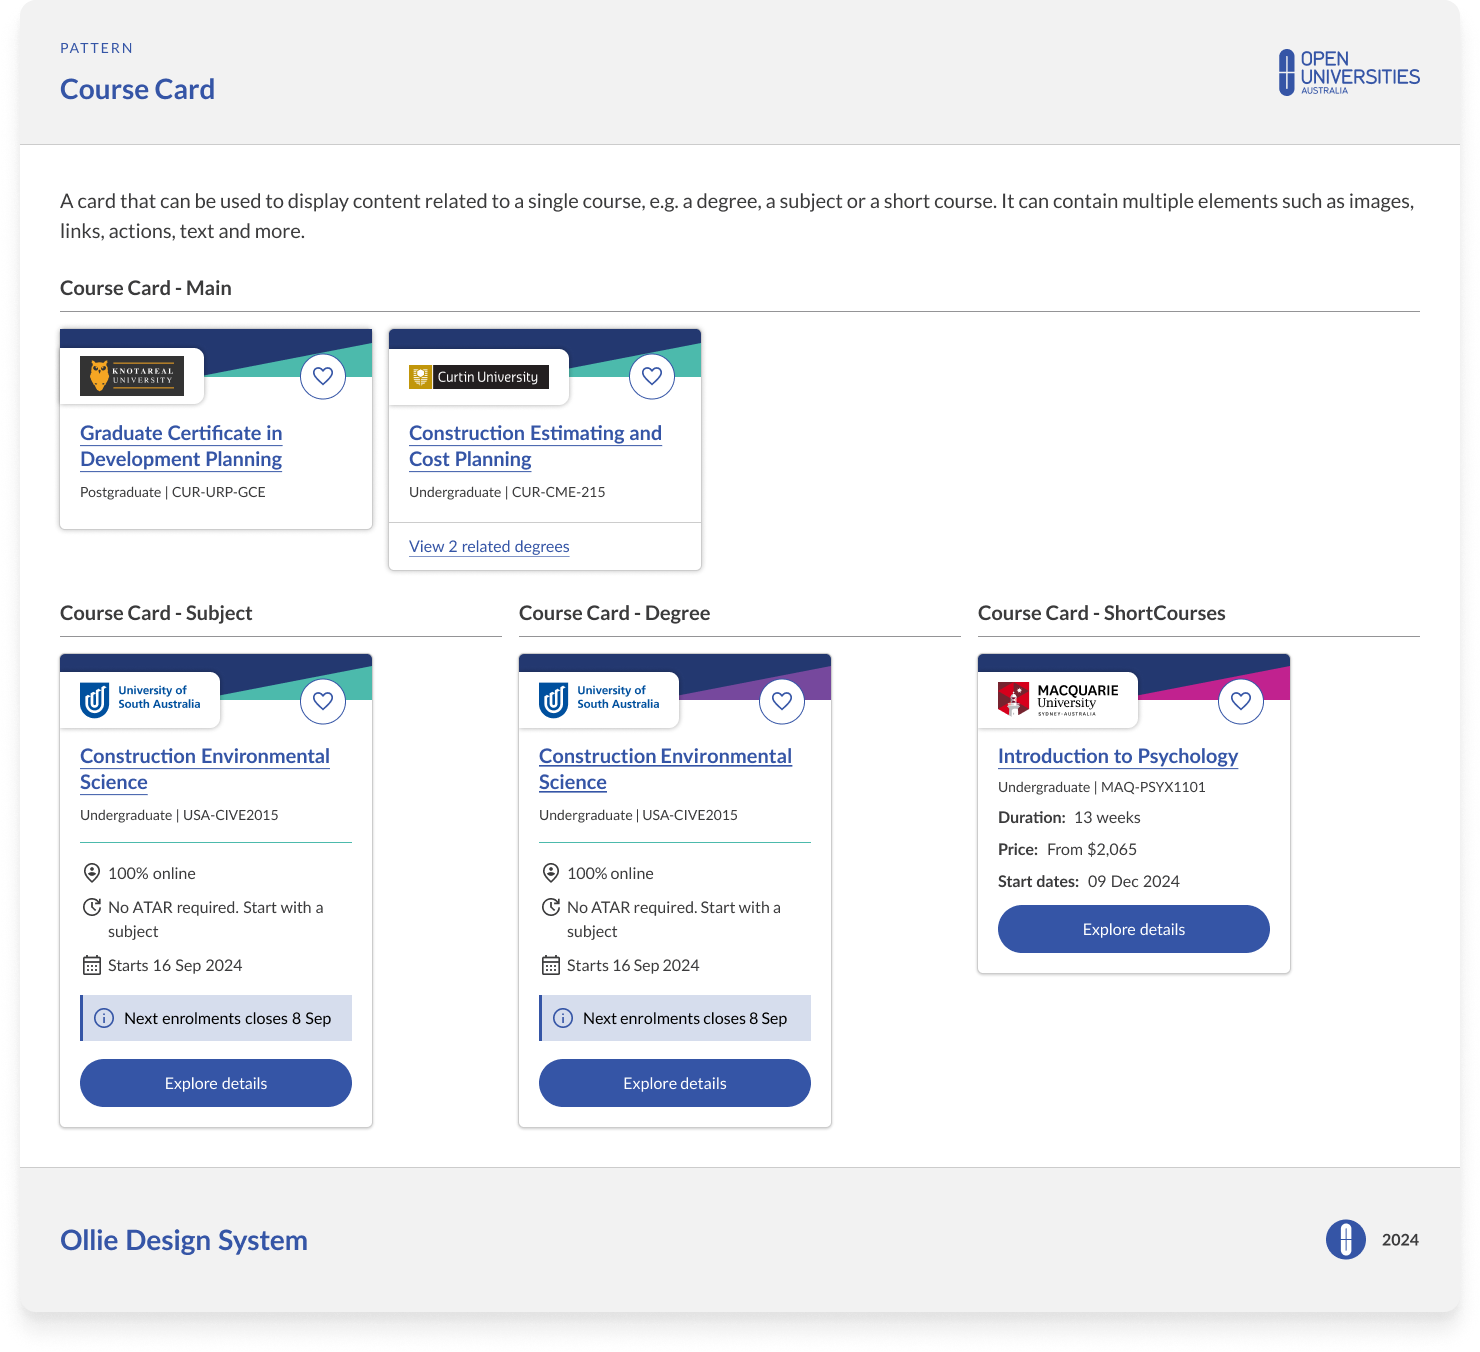 PATTERN
Course Card
OPEN
UNIVERSITIES
AUSTRALIA
A card that can be used to display content related to a single course, e.g. a degree, a subject or a short course. It can contain multiple elements such as images,
links, actions, text and more.
Course Card - Main
KNOTAREAL
UNIVERSITY
Graduate Certificate in
Development Planning
Postgraduate | CUR-URP-GCE
Curtin University
Construction Estimating and
Cost Planning
Undergraduate | CUR-CME-215
View 2 related degrees
Course Card - Subject
University of
South Australia
Construction Environmental
Science
Undergraduate | USA-CIVE2015
100% online
No ATAR required. Start with a
subject
Starts 16 Sep 2024
Next enrolments closes 8 Sep
Explore details
Course Card - Degree
University of
South Australia
Construction Environmental
Science
Undergraduate | USA-CIVE2015
100% online
No ATAR required. Start with a
subject
Starts 16 Sep 2024
Next enrolments closes 8 Sep
Explore details
Course Card - ShortCourses
MACQUARIE
University
SYDNEY·AUSTRALIA
Introduction to Psychology
Undergraduate | MAQ-PSYX1101
Duration: 13 weeks
Price: From $2,065
Start dates: 09 Dec 2024
Explore details
Ollie Design System
2024